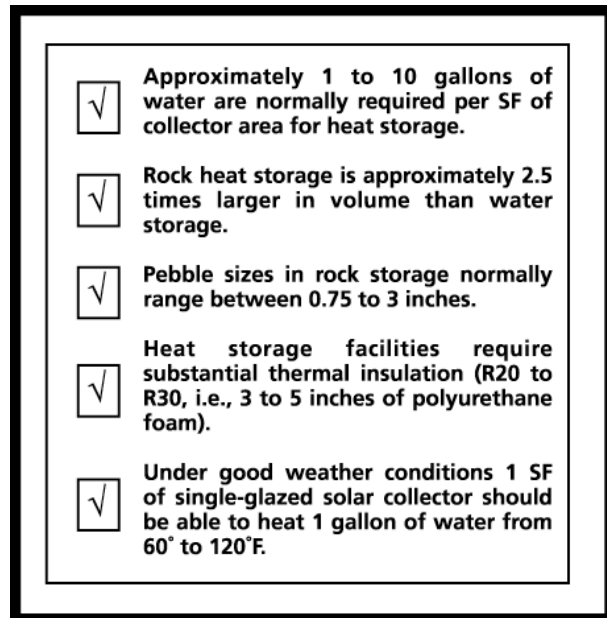 √
Approximately 1 to 10 gallons of
water are normally required per SF of
collector area for heat storage.
√
Rock heat storage is approximately 2.5
times larger in volume than water
storage.
√
Pebble sizes in rock storage normally
range between 0.75 to 3 inches.
√
Heat storage facilities require
substantial thermal insulation (R20 to
R30, i.e., 3 to 5 inches of polyurethane
foam).
√
Under good weather conditions 1 SF
of single-glazed solar collector should
be able to heat 1 gallon of water from
60˚ to 120˚F.